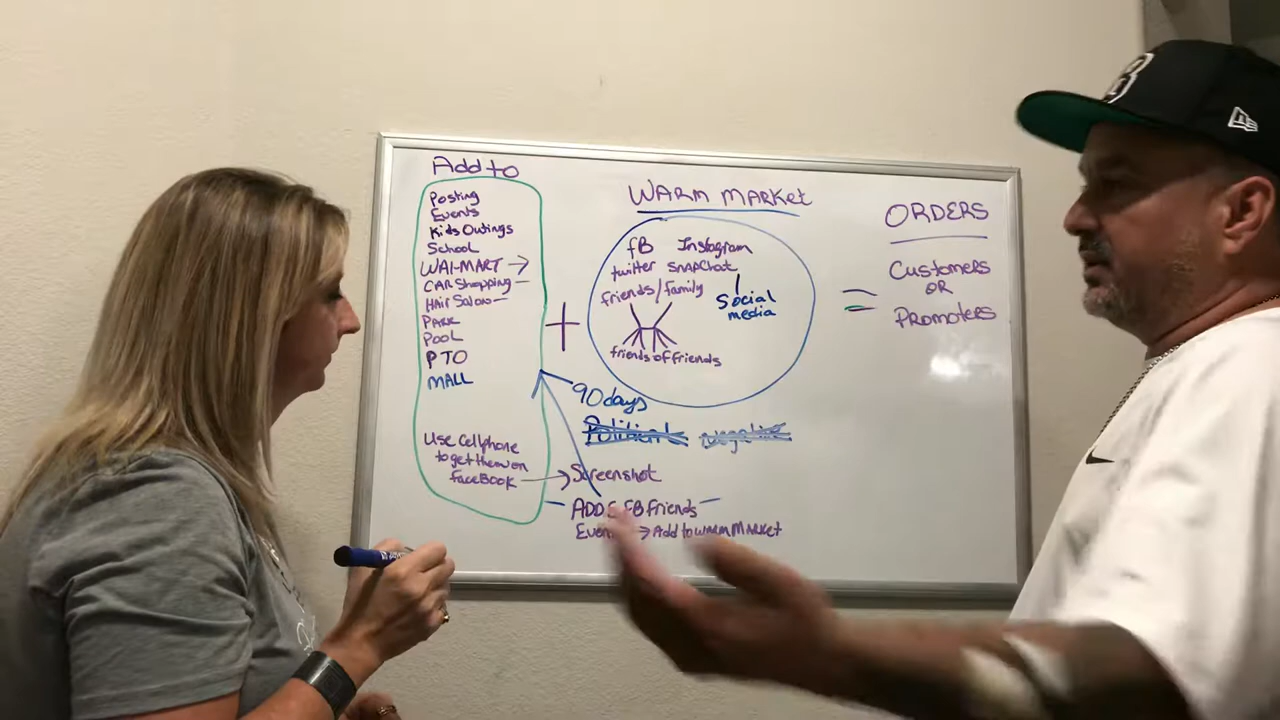 Add to
Posting
Events
Kids Outings
School
WAl-MART →
CAR Shopping –
HAIR Salon –
PARK
Pool
PTO
MALL
Use Cellphone
to get them on
FaceBook
+
WARM MARKET
fB Instagram
twitter SNAPChat
friends/family
Social
media
friends of friends
90 days
Political
Screenshot
ADD 5 FB Friends –
→ Add to warm Market
=
ORDERS
Customers
OR
Promoters
B